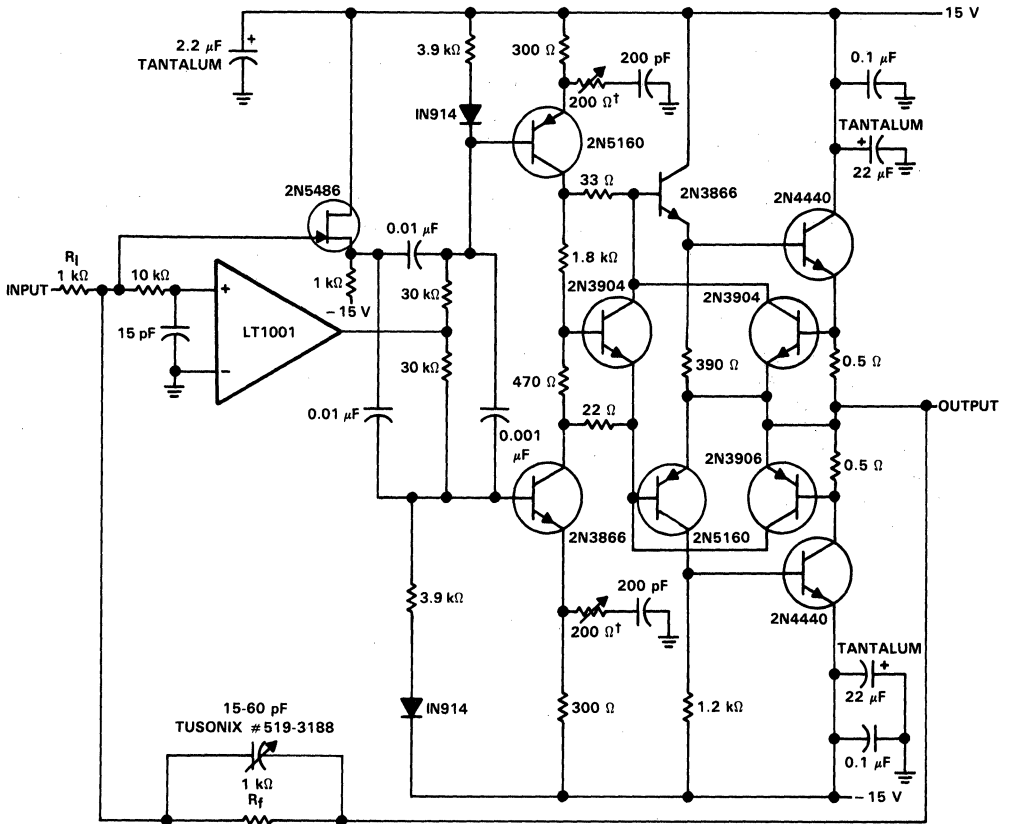 15 V
2.2 µF
TANTALUM
+
3.9 kΩ
300 Ω
200 pF
200 Ω†
0.1 µF
IN914
2N5160
TANTALUM
+
22 µF
33 Ω
2N3866
2N5486
2N4440
0.01 µF
1.8 kΩ
RI
1 kΩ
INPUT
10 kΩ
1 kΩ
– 15 V
30 kΩ
2N3904
2N3904
+
15 pF
LT1001
–
30 kΩ
470 Ω
390 Ω
0.5 Ω
OUTPUT
0.01 µF
0.001
µF
22 Ω
2N3906
0.5 Ω
2N3866
2N5160
2N4440
3.9 kΩ
200 pF
200 Ω†
TANTALUM
+
22 µF
IN914
300 Ω
1.2 kΩ
0.1 µF
15-60 pF
TUSONIX #519-3188
1 kΩ
Rf
– 15 V